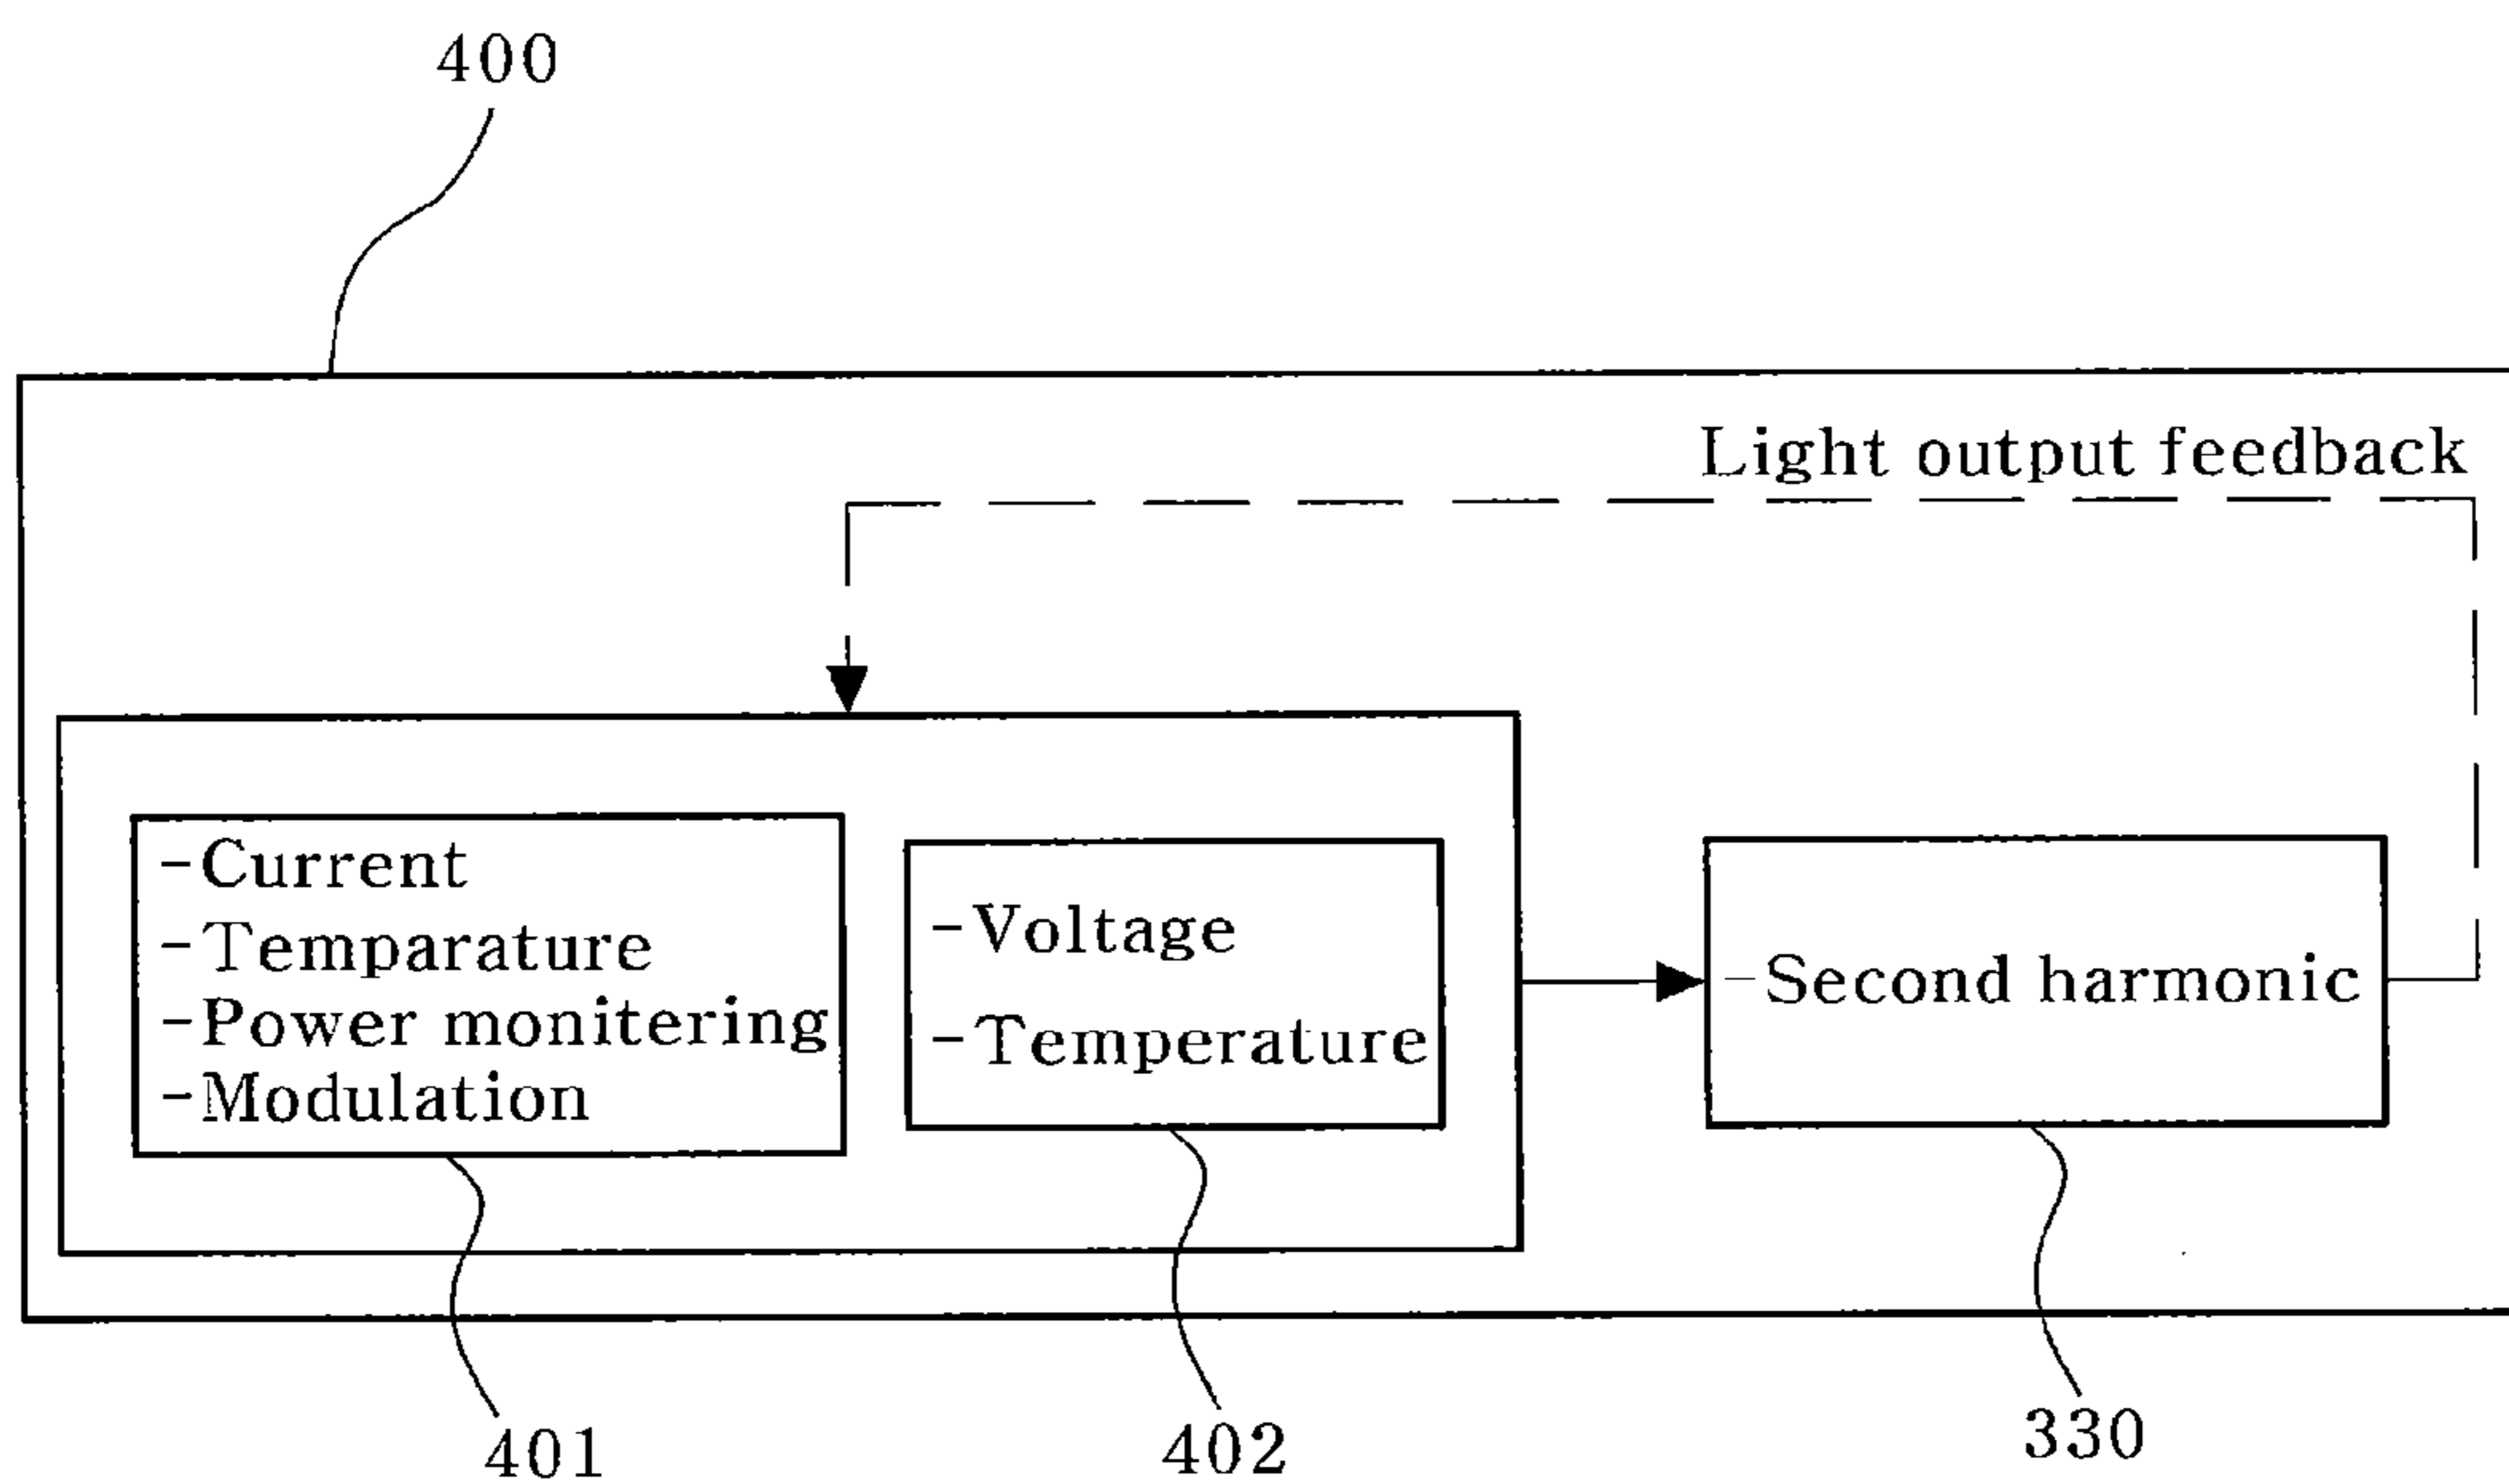 400
Light output feedback
-Current
-Temparature
-Power monitering
-Modulation
-Voltage
-Temperature
-Second harmonic
401
402
330